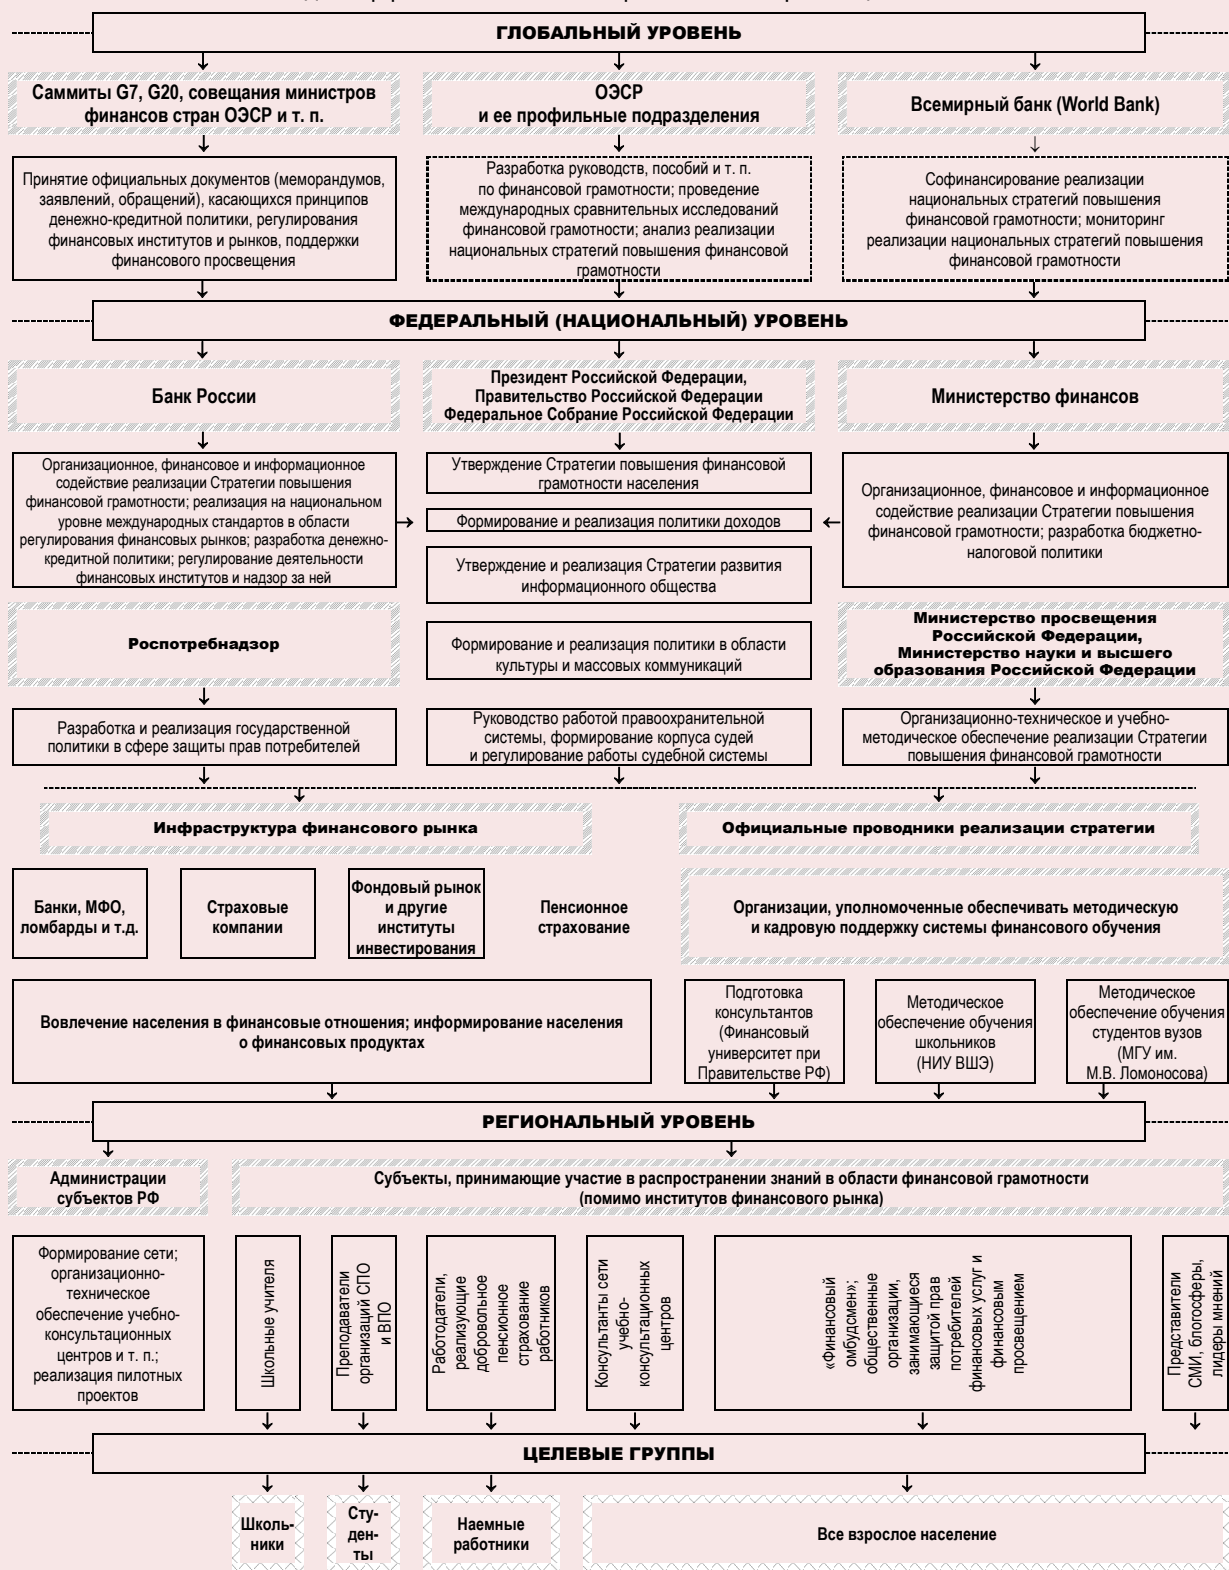 ГЛОБАЛЬНЫЙ УРОВЕНЬ
Саммиты G7, G20, совещания министров
финансов стран ОЭСР и т. п.
ОЭСР
и ее профильные подразделения
Всемирный банк (World Bank)
Принятие официальных документов (меморандумов,
заявлений, обращений), касающихся принципов
денежно-кредитной политики, регулирования
финансовых институтов и рынков, поддержки
финансового просвещения
Разработка руководств, пособий и т. п.
по финансовой грамотности; проведение
международных сравнительных исследований
финансовой грамотности; анализ реализации
национальных стратегий повышения финансовой
грамотности
Софинансирование реализации
национальных стратегий повышения
финансовой грамотности; мониторинг
реализации национальных стратегий повышения
финансовой грамотности
ФЕДЕРАЛЬНЫЙ (НАЦИОНАЛЬНЫЙ) УРОВЕНЬ
Банк России
Президент Российской Федерации,
Правительство Российской Федерации
Федеральное Собрание Российской Федерации
Министерство финансов
Организационное, финансовое и информационное
содействие реализации Стратегии повышения
финансовой грамотности; реализация на национальном
уровне международных стандартов в области
регулирования финансовых рынков; разработка денежно-
кредитной политики; регулирование деятельности
финансовых институтов и надзор за ней
Утверждение Стратегии повышения финансовой
грамотности населения
Формирование и реализация политики доходов
Утверждение и реализация Стратегии развития
информационного общества
Организационное, финансовое и информационное
содействие реализации Стратегии повышения
финансовой грамотности; разработка бюджетно-
налоговой политики
Роспотребнадзор
Формирование и реализация политики в области
культуры и массовых коммуникаций
Министерство просвещения
Российской Федерации,
Министерство науки и высшего
образования Российской Федерации
Разработка и реализация государственной
политики в сфере защиты прав потребителей
Руководство работой правоохранительной
системы, формирование корпуса судей
и регулирование работы судебной системы
Организационно-техническое и учебно-
методическое обеспечение реализации Стратегии
повышения финансовой грамотности
Инфраструктура финансового рынка
Официальные проводники реализации стратегии
Банки, МФО,
ломбарды и т.д.
Страховые
компании
Фондовый рынок
и другие
институты
инвестирования
Пенсионное
страхование
Организации, уполномоченные обеспечивать методическую
и кадровую поддержку системы финансового обучения
Вовлечение населения в финансовые отношения; информирование населения
о финансовых продуктах
Подготовка
консультантов
(Финансовый
университет при
Правительстве РФ)
Методическое
обеспечение обучения
школьников
(НИУ ВШЭ)
Методическое
обеспечение обучения
студентов вузов
(МГУ им.
М.В. Ломоносова)
РЕГИОНАЛЬНЫЙ УРОВЕНЬ
Администрации
субъектов РФ
Субъекты, принимающие участие в распространении знаний в области финансовой грамотности
(помимо институтов финансового рынка)
Формирование сети;
организационно-
техническое
обеспечение учебно-
консультационных
центров и т. п.;
реализация пилотных
проектов
Школьные учителя
Преподаватели
организаций СПО
и ВПО
Работодатели,
реализующие
добровольное
пенсионное
страхование
работников
Консультанты сети
учебно-
консультационных
центров
«Финансовый
омбудсмен»;
общественные
организации,
занимающиеся
защитой прав
потребителей
финансовых услуг и
финансовым
просвещением
Представители
СМИ, блогосферы,
лидеры мнений
ЦЕЛЕВЫЕ ГРУППЫ
Школь-
ники
Сту-
ден-
ты
Наемные
работники
Все взрослое население